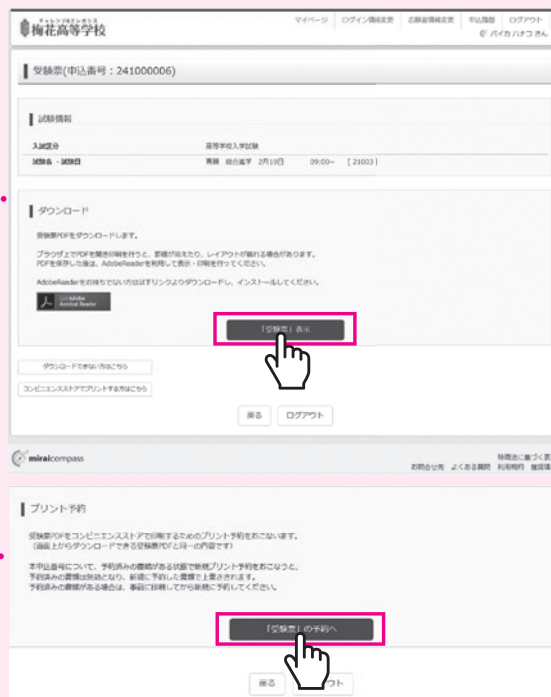 チャレンジ&エレガンス
梅花高等学校
マイページ ログイン情報変更 志願者情報変更 申込履歴 ログアウト
バイカ ハナコ さん
受験票(申込番号:241000006)
試験情報
入試区分 高等学校入学試験
試験名・試験日 専願 総合進学 2月10日 09:00~ [ 21003 ]
ダウンロード
受験票PDFをダウンロードします。
ブラウザ上でPDFを開き印刷を行うと、罫線が消えたり、レイアウトが崩れる場合があります。
PDFを保存した後は、AdobeReaderを利用して表示・印刷を行ってください。
AdobeReaderをお持ちでない方は以下リンクよりダウンロードし、インストールしてください。
Adobe
Acrobat Reader
「受験票」表示
ダウンロードできない方はこちら
コンビニエンスストアでプリントする方はこちら
戻る ログアウト
miraicompass
特商法に基づく表
お問合せ先 よくある質問 利用規約 推奨環
プリント予約
受験票PDFをコンビニエンスストアで印刷するためのプリント予約をおこないます。
(画面上からダウンロードできる受験票PDFと同一の内容です)
本申込番号について、予約済みの書類がある状態で新規プリント予約をおこなうと、
予約済みの書類は無効となり、新規に予約した書類で上書きされます。
予約済みの書類がある場合は、事前に印刷してから新規に予約してください。
「受験票」の予約へ
戻る ウト